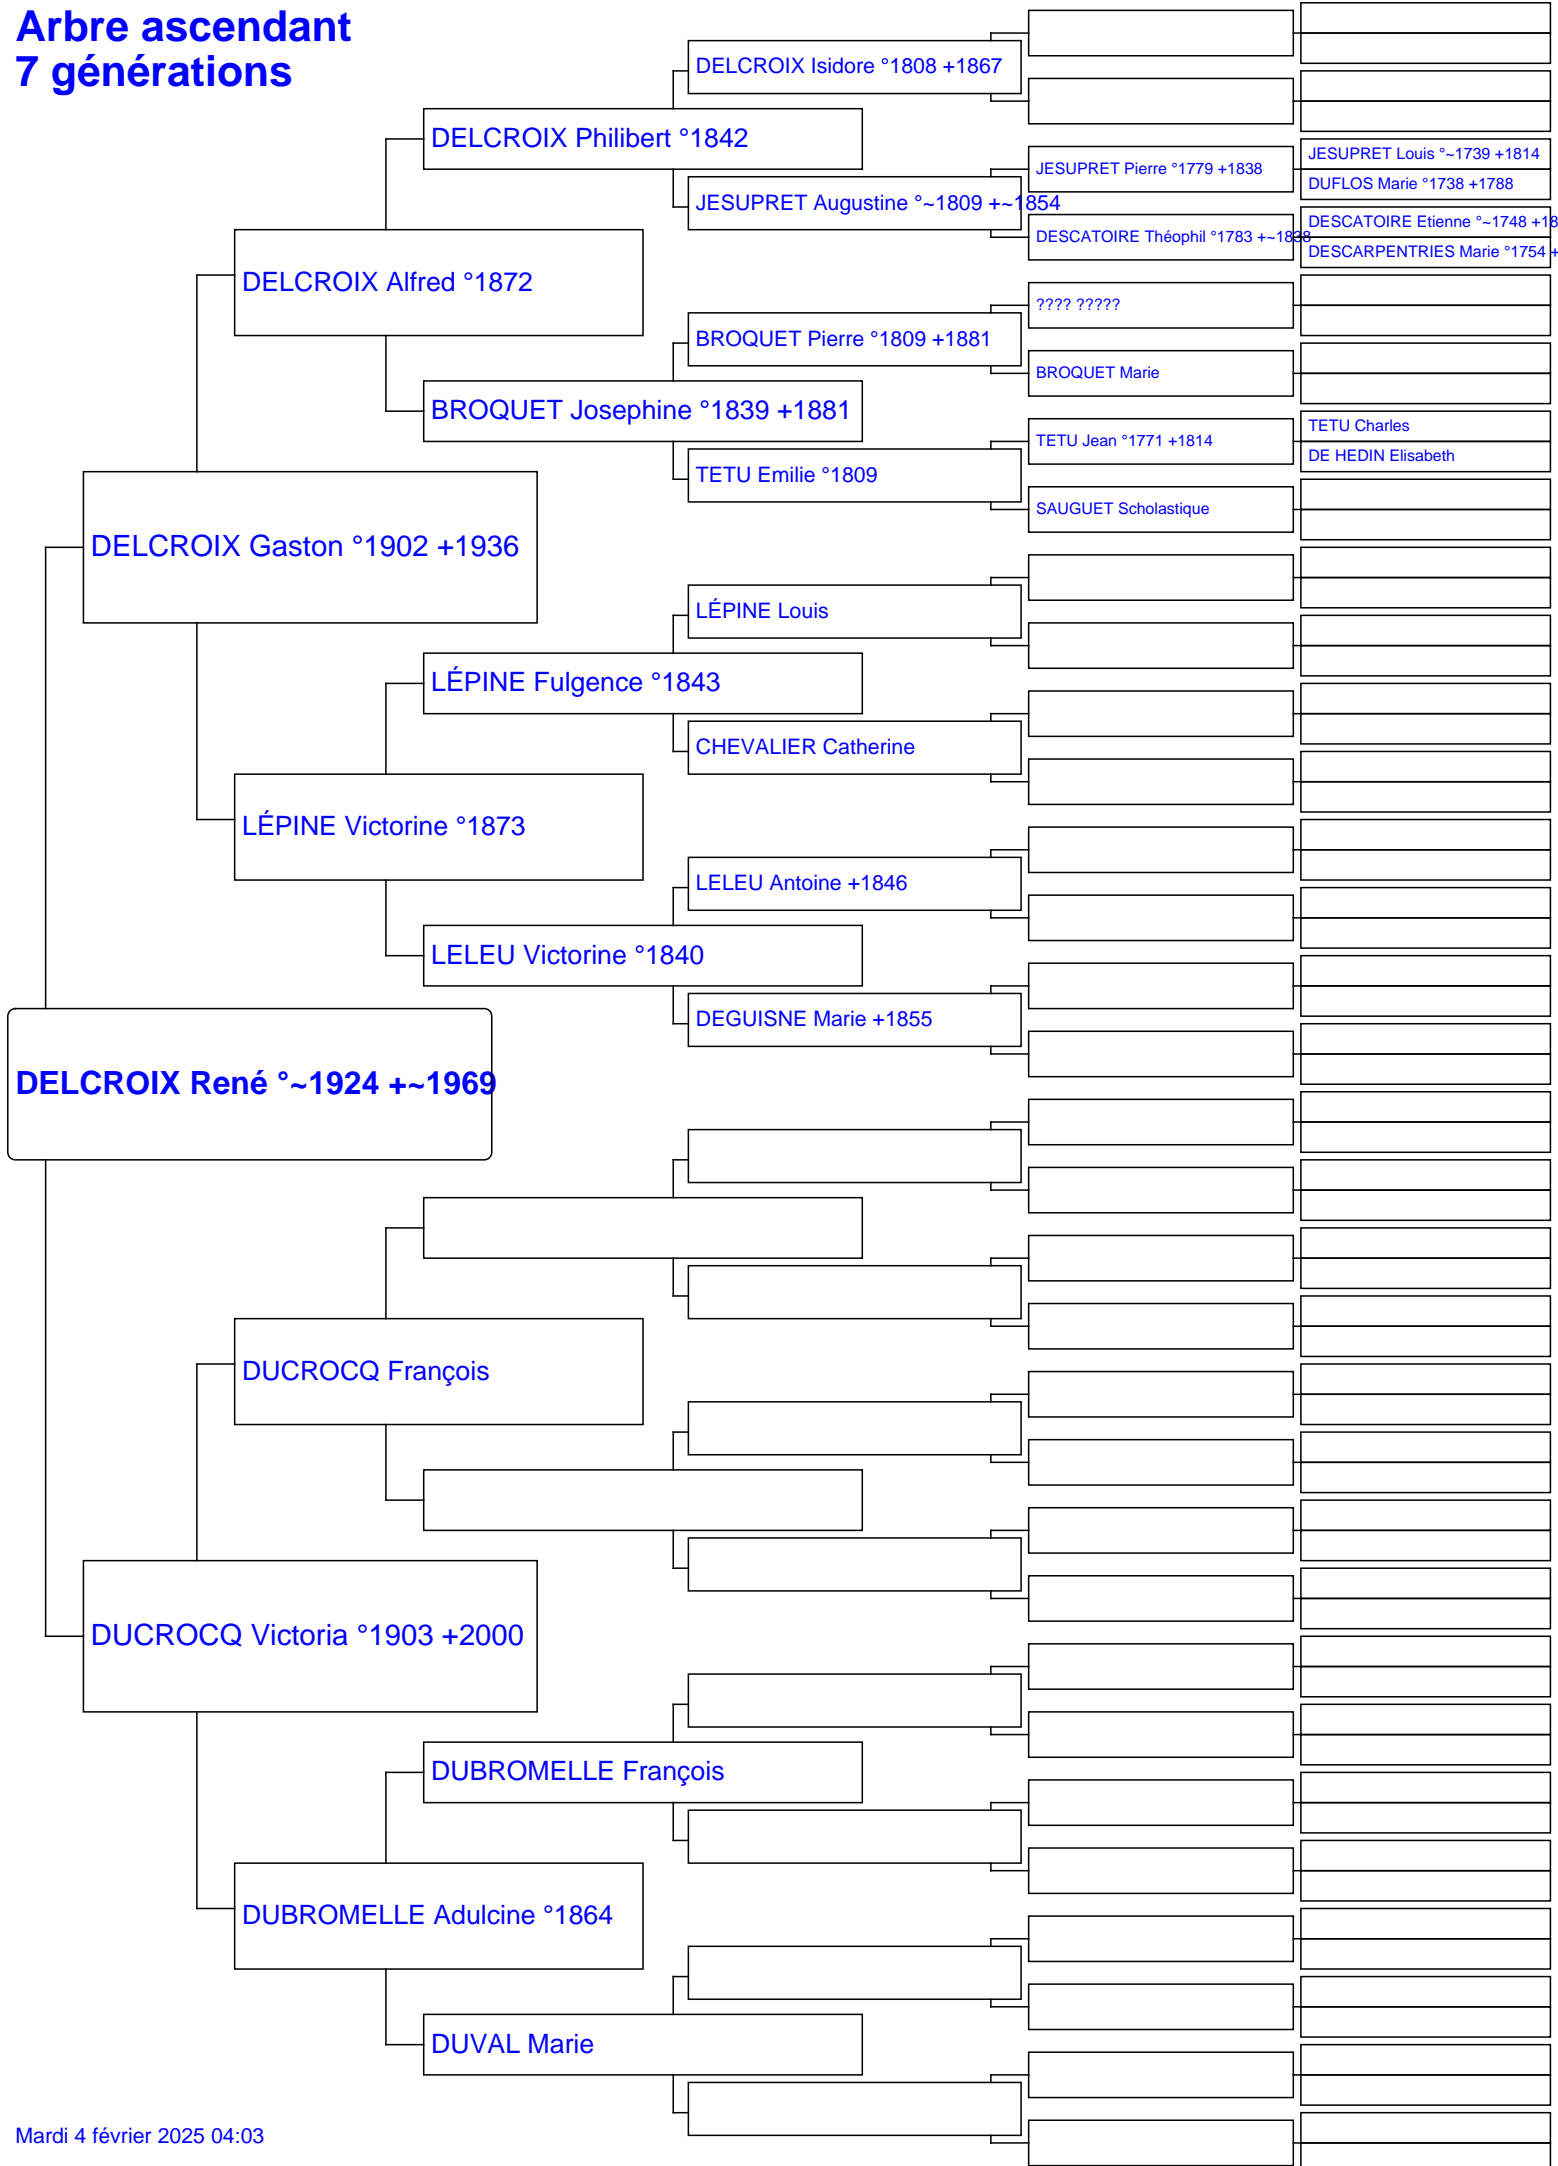 Arbre ascendant
7 générations
DELCROIX Isidore °1808 +1867
DELCROIX Philibert °1842
JESUPRET Louis °~1739 +1814
JESUPRET Pierre °1779 +1838
DUFLOS Marie °1738 +1788
JESUPRET Augustine °~1809 +~1854
DESCATOIRE Etienne °~1748 +18
DESCATOIRE Théophil °1783 +~1838
DESCARPENTRIES Marie °1754 +
DELCROIX Alfred °1872
???? ?????
BROQUET Pierre °1809 +1881
BROQUET Marie
BROQUET Josephine °1839 +1881
TETU Charles
TETU Jean °1771 +1814
DE HEDIN Elisabeth
TETU Emilie °1809
SAUGUET Scholastique
DELCROIX Gaston °1902 +1936
LÉPINE Louis
LÉPINE Fulgence °1843
CHEVALIER Catherine
LÉPINE Victorine °1873
LELEU Antoine +1846
LELEU Victorine °1840
DEGUISNE Marie +1855
DELCROIX René °~1924 +~1969
DUCROCQ François
DUCROCQ Victoria °1903 +2000
DUBROMELLE François
DUBROMELLE Adulcine °1864
DUVAL Marie
Mardi 4 février 2025 04:03